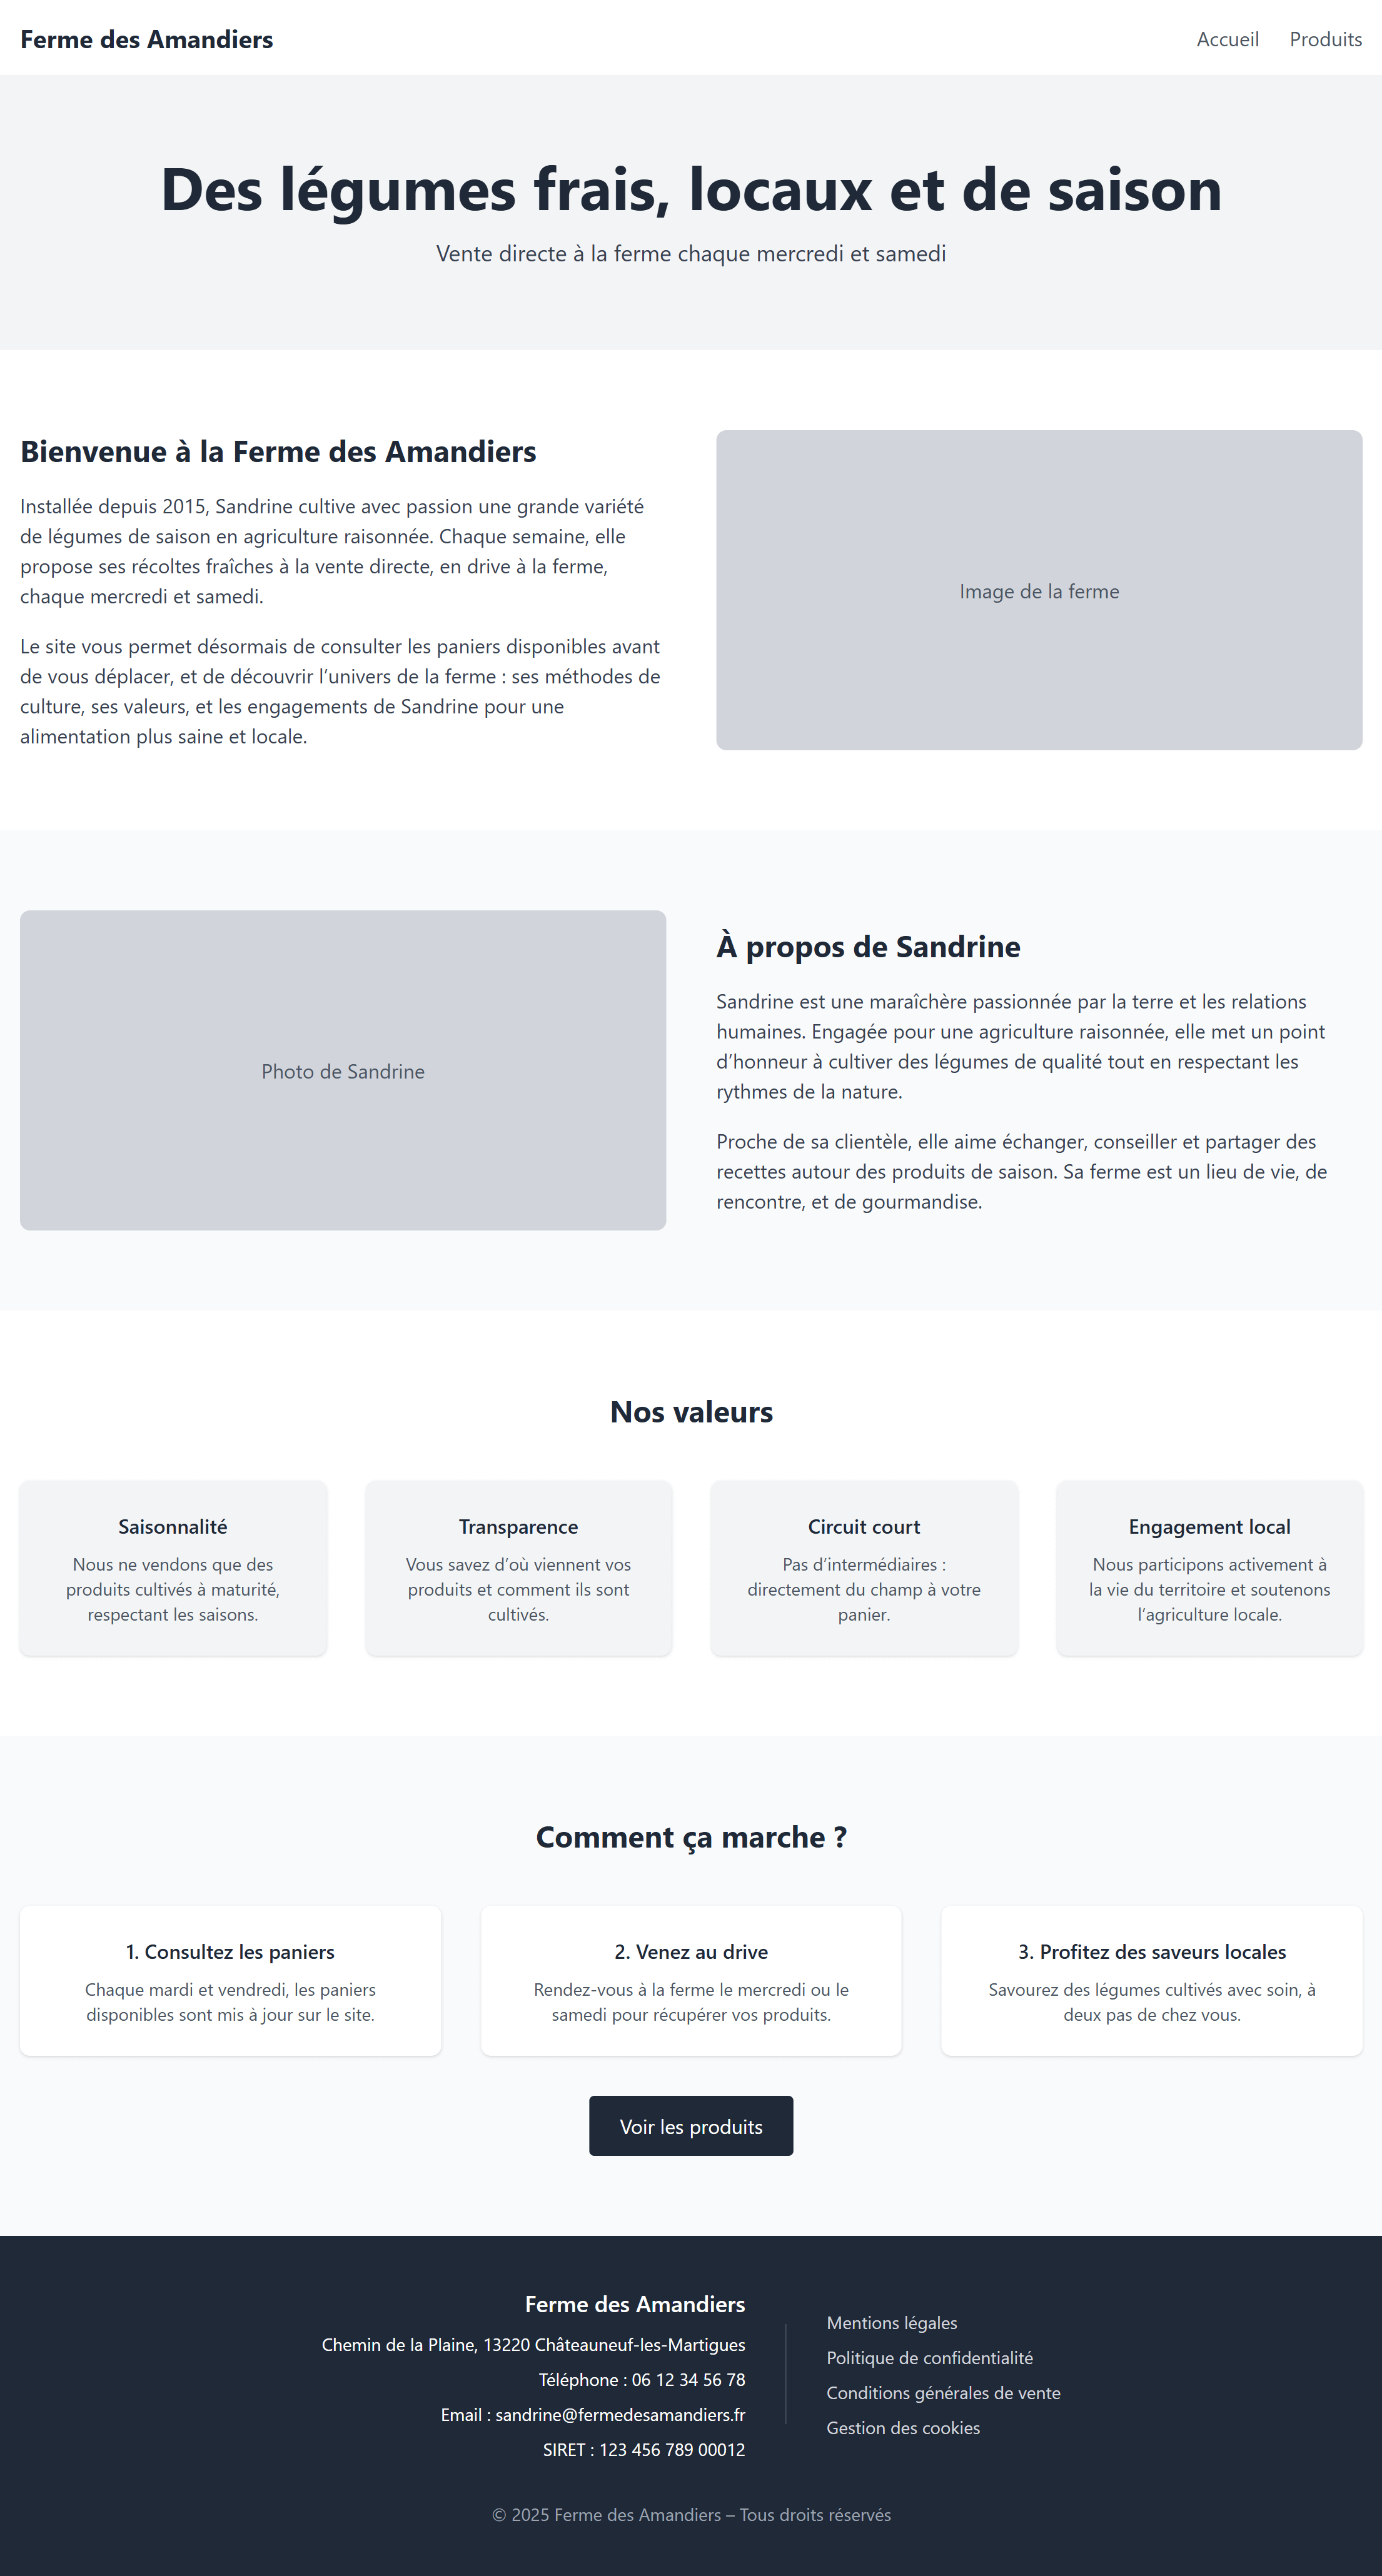 Ferme des Amandiers
Accueil
Produits
Des légumes frais, locaux et de saison
Vente directe à la ferme chaque mercredi et samedi
Bienvenue à la Ferme des Amandiers
Installée depuis 2015, Sandrine cultive avec passion une grande variété
de légumes de saison en agriculture raisonnée. Chaque semaine, elle
propose ses récoltes fraîches à la vente directe, en drive à la ferme,
chaque mercredi et samedi.
Le site vous permet désormais de consulter les paniers disponibles avant
de vous déplacer, et de découvrir l’univers de la ferme : ses méthodes de
culture, ses valeurs, et les engagements de Sandrine pour une
alimentation plus saine et locale.
Image de la ferme
Photo de Sandrine
À propos de Sandrine
Sandrine est une maraîchère passionnée par la terre et les relations
humaines. Engagée pour une agriculture raisonnée, elle met un point
d’honneur à cultiver des légumes de qualité tout en respectant les
rythmes de la nature.
Proche de sa clientèle, elle aime échanger, conseiller et partager des
recettes autour des produits de saison. Sa ferme est un lieu de vie, de
rencontre, et de gourmandise.
Nos valeurs
Saisonnalité
Nous ne vendons que des
produits cultivés à maturité,
respectant les saisons.
Transparence
Vous savez d’où viennent vos
produits et comment ils sont
cultivés.
Circuit court
Pas d’intermédiaires :
directement du champ à votre
panier.
Engagement local
Nous participons activement à
la vie du territoire et soutenons
l’agriculture locale.
Comment ça marche ?
1. Consultez les paniers
Chaque mardi et vendredi, les paniers
disponibles sont mis à jour sur le site.
2. Venez au drive
Rendez-vous à la ferme le mercredi ou le
samedi pour récupérer vos produits.
3. Profitez des saveurs locales
Savourez des légumes cultivés avec soin, à
deux pas de chez vous.
Voir les produits
Ferme des Amandiers
Chemin de la Plaine, 13220 Châteauneuf-les-Martigues
Téléphone : 06 12 34 56 78
Email : sandrine@fermedesamandiers.fr
SIRET : 123 456 789 00012
Mentions légales
Politique de confidentialité
Conditions générales de vente
Gestion des cookies
© 2025 Ferme des Amandiers – Tous droits réservés